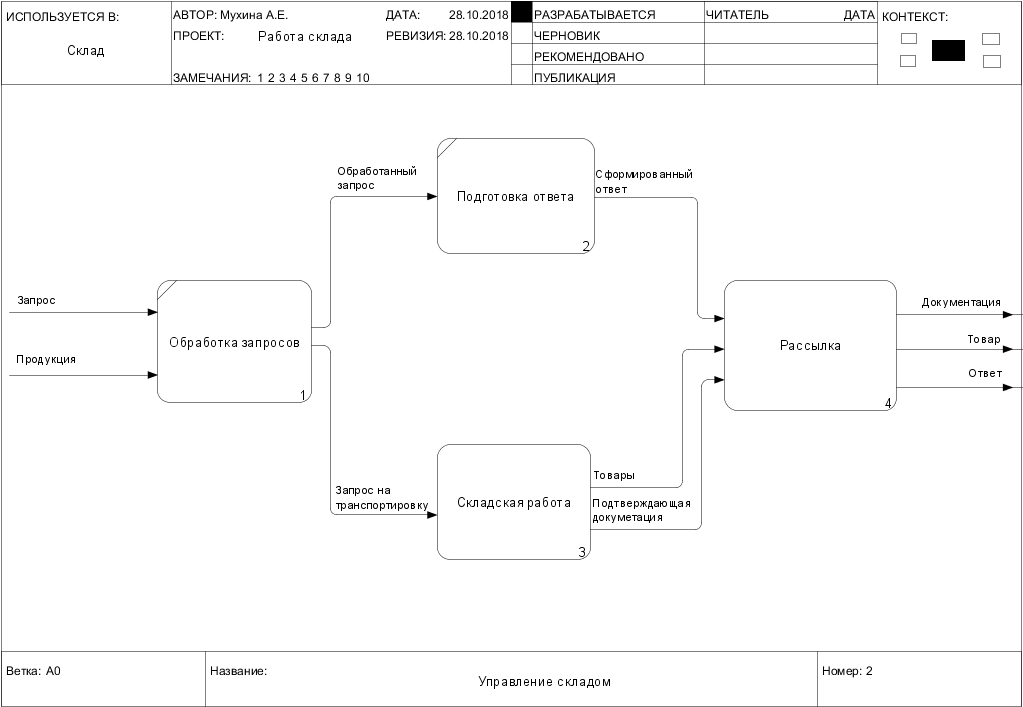 ИСПОЛЬЗУЕТСЯ В:
Склад
АВТОР: Мухина А.Е.
ДАТА: 28.10.2018
ПРОЕКТ: Работа склада
РЕВИЗИЯ: 28.10.2018
ЗАМЕЧАНИЯ: 1 2 3 4 5 6 7 8 9 10
РАЗРАБАТЫВАЕТСЯ
ЧЕРНОВИК
РЕКОМЕНДОВАНО
ПУБЛИКАЦИЯ
ЧИТАТЕЛЬ ДАТА
КОНТЕКСТ:
Запрос
Продукция
Обработка запросов
1
Обработанный
запрос
Подготовка ответа
2
Сформированный
ответ
Запрос на
транспортировку
Складская работа
3
Товары
Подтверждающая
докуметация
Рассылка
4
Документация
Товар
Ответ
Ветка: A0
Название:
Управление складом
Номер: 2